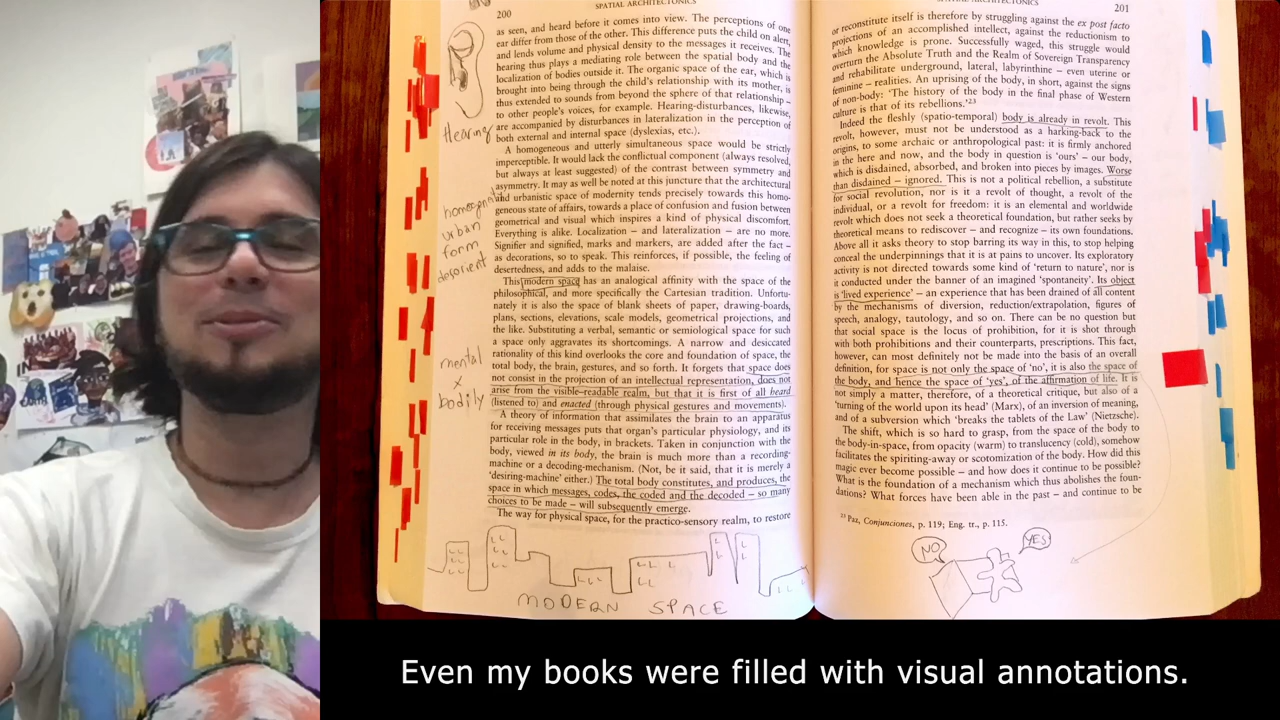 200
SPATIAL ARCHITECTONICS
as seen, and heard before it comes into view. The perceptions of one
ear differ from those of the other. This difference puts the child on alert,
and lends volume and physical density to the messages it receives. The
hearing thus plays a mediating role between the spatial body and the
localization of bodies outside it. The organic space of the ear, which is
brought into being through the child's relationship with its mother, is
thus extended to sounds from beyond the sphere of that relationship –
to other people's voices, for example. Hearing-disturbances, likewise,
are accompanied by disturbances in lateralization in the perception of
both external and internal space (dyslexias, etc.).
Hearing
A homogeneous and utterly simultaneous space would be strictly
imperceptible. It would lack the conflictual component (always resolved,
but always at least suggested) of the contrast between symmetry and
asymmetry. It may as well be noted at this juncture that the architectural
and urbanistic space of modernity tends precisely towards this homo-
geneous state of affairs, towards a place of confusion and fusion between
geometrical and visual which inspires a kind of physical discomfort.
Everything is alike. Localization – and lateralization – are no more.
Signifier and signified, marks and markers, are added after the fact –
as decorations, so to speak. This reinforces, if possible, the feeling of
desertedness, and adds to the malaise.
urban
form
desorient
This modern space has an analogical affinity with the space of the
philosophical, and more specifically the Cartesian tradition. Unfortu-
nately it is also the space of blank sheets of paper, drawing-boards,
plans, sections, elevations, scale models, geometrical projections, and
the like. Substituting a verbal, semantic or semiological space for such
a space only aggravates its shortcomings. A narrow and desiccated
rationality of this kind overlooks the core and foundation of space, the
total body, the brain, gestures, and so forth. It forgets that space does
not consist in the projection of an intellectual representation, does not
arise from the visible–readable realm, but that it is first of all heard
(listened to) and enacted (through physical gestures and movements).
mental
x
bodily
A theory of information that assimilates the brain to an apparatus
for receiving messages puts that organ's particular physiology, and its
particular role in the body, in brackets. Taken in conjunction with the
body, viewed in its body, the brain is much more than a recording-
machine or a decoding-mechanism. (Not, be it said, that it is merely a
'desiring-machine' either.) The total body constitutes, and produces, the
space in which messages, codes, the coded and the decoded – so many
choices to be made – will subsequently emerge.
The way for physical space, for the practico-sensory realm, to restore
MODERN SPACE
201
or reconstitute itself is therefore by struggling against the ex post facto
projections of an accomplished intellect, against the reductionism to
which knowledge is prone. Successfully waged, this struggle would
overturn the Absolute Truth and the Realm of Sovereign Transparency
and rehabilitate underground, lateral, labyrinthine – even uterine or
feminine – realities. An uprising of the body, in short, against the signs
of non-body: 'The history of the body in the final phase of Western
culture is that of its rebellions.'23
Indeed the fleshly (spatio-temporal) body is already in revolt. This
revolt, however, must not be understood as a harking-back to the
origins, to some archaic or anthropological past: it is firmly anchored
in the here and now, and the body in question is 'ours' – our body,
which is disdained, absorbed, and broken into pieces by images. Worse
than disdained – ignored. This is not a political rebellion, a substitute
for social revolution, nor is it a revolt of thought, a revolt of the
individual, or a revolt for freedom: it is an elemental and worldwide
revolt which does not seek a theoretical foundation, but rather seeks by
theoretical means to rediscover – and recognize – its own foundations.
Above all it asks theory to stop barring its way in this, to stop helping
conceal the underpinnings that it is at pains to uncover. Its exploratory
activity is not directed towards some kind of 'return to nature', nor is
it conducted under the banner of an imagined 'spontaneity'. Its object
is 'lived experience' – an experience that has been drained of all content
by the mechanisms of diversion, reduction/extrapolation, figures of
speech, analogy, tautology, and so on. There can be no question but
that social space is the locus of prohibition, for it is shot through
with both prohibitions and their counterparts, prescriptions. This fact,
however, can most definitely not be made into the basis of an overall
definition, for space is not only the space of 'no', it is also the space of
the body, and hence the space of 'yes', of the affirmation of life. It is
not simply a matter, therefore, of a theoretical critique, but also of a
'turning of the world upon its head' (Marx), of an inversion of meaning,
and of a subversion which 'breaks the tablets of the Law' (Nietzsche).
The shift, which is so hard to grasp, from the space of the body to
the body-in-space, from opacity (warm) to translucency (cold), somehow
facilitates the spiriting-away or scotomization of the body. How did this
magic ever become possible – and how does it continue to be possible?
What is the foundation of a mechanism which thus abolishes the foun-
dations? What forces have been able in the past – and continue to be
23 Paz, Conjunciones, p. 119; Eng. tr., p. 115.
NO
YES
Even my books were filled with visual annotations.